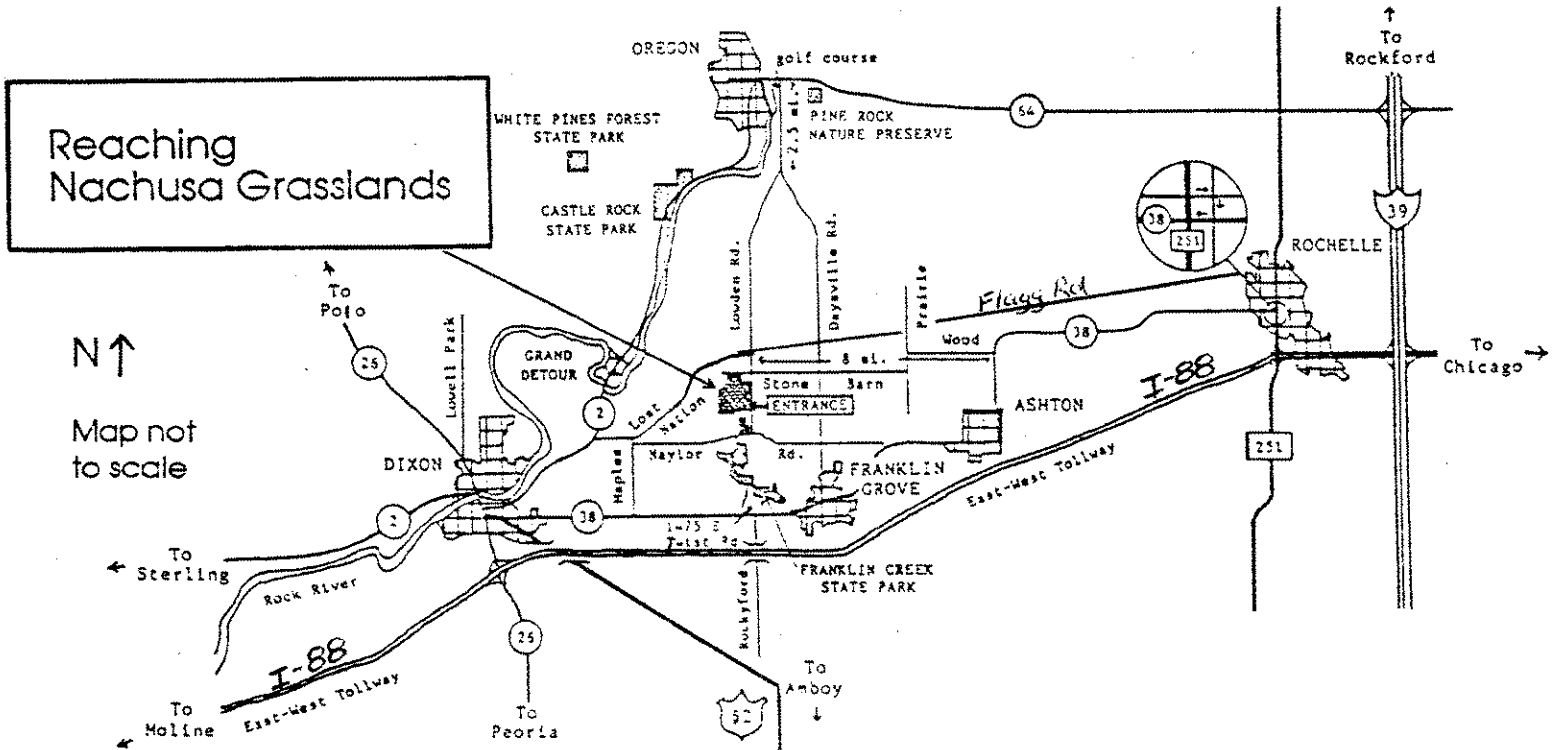 Reaching
Nachusa Grasslands
N
Map not
to scale
OREGON
golf course
2.5 mi.
PINE ROCK
NATURE PRESERVE
64
To
Rockford
39
WHITE PINES FOREST
STATE PARK
CASTLE ROCK
STATE PARK
38
251
ROCHELLE
To
Polo
26
Lowell Park
GRAND
DETOUR
2
Lost
Nation
Lowden Rd.
Daysville Rd.
Prairie
Flagg Rd
Wood
38
8 mi.
Stone Barn
ENTRANCE
ASHTON
I-88
To
Chicago
251
DIXON
Naylor Rd.
Maples
FRANKLIN
GROVE
East-West Tollway
2
38
Twist Rd
To
Sterling
Rock River
FRANKLIN CREEK
STATE PARK
Rockyford
26
I-88
East-West Tollway
To
Moline
To
Peoria
52
To
Amboy